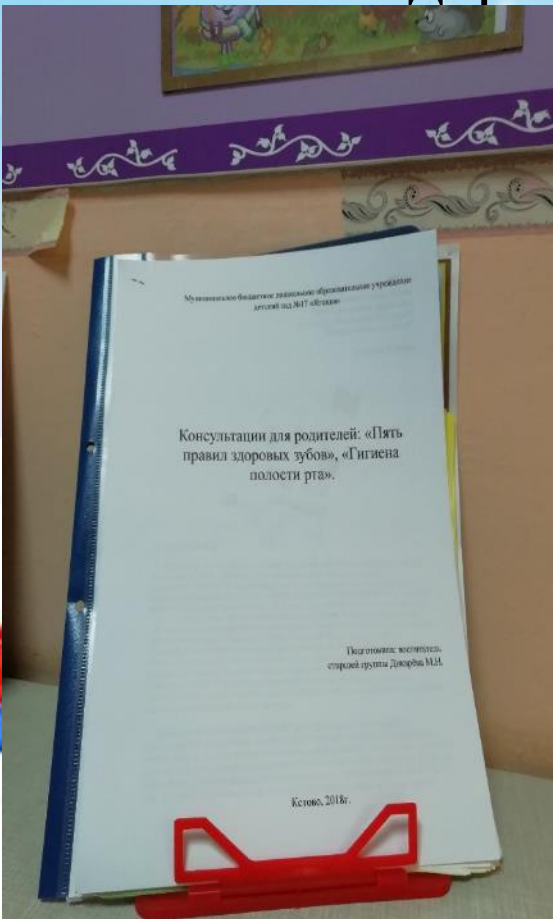 Муниципальное бюджетное дошкольное образовательное учреждение
детский сад №17
Консультации для родителей: «Пять
правил здоровых зубов», «Гигиена
полости рта».
Подготовила: воспитатель
старшей группы М.Н.
Кстово, 2018г.